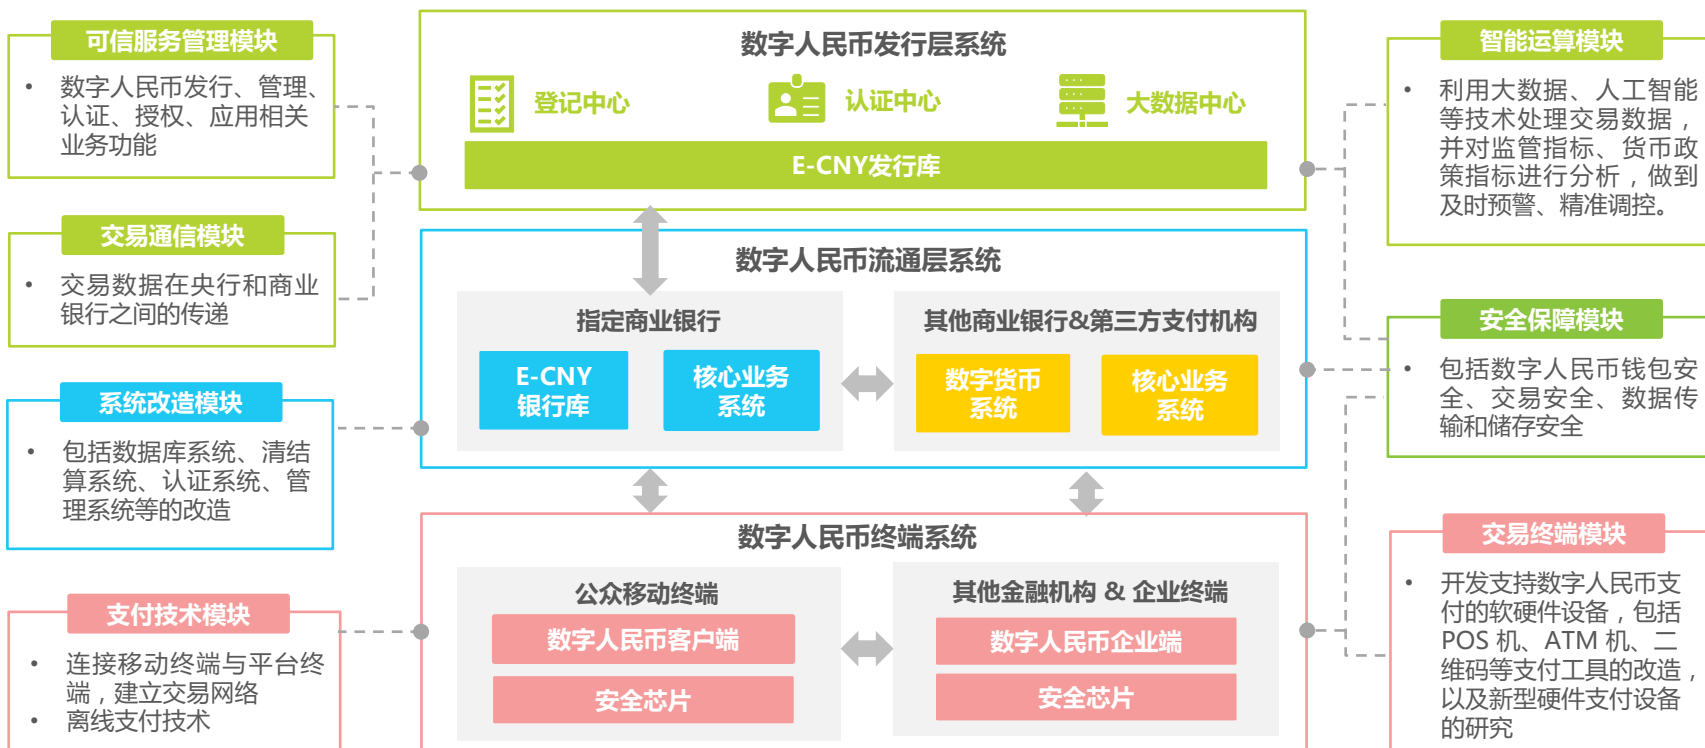 可信服务管理模块
• 数字人民币发行、管理、
认证、授权、应用相关
业务功能
交易通信模块
• 交易数据在央行和商业
银行之间的传递
系统改造模块
• 包括数据库系统、清结
算系统、认证系统、管
理系统等的改造
支付技术模块
• 连接移动终端与平台终
端，建立交易网络
• 离线支付技术
数字人民币发行层系统
登记中心
认证中心
大数据中心
E-CNY发行库
数字人民币流通层系统
指定商业银行
E-CNY
银行库
核心业务
系统
其他商业银行&第三方支付机构
数字货币
系统
核心业务
系统
数字人民币终端系统
公众移动终端
数字人民币客户端
安全芯片
其他金融机构 & 企业终端
数字人民币企业端
安全芯片
智能运算模块
• 利用大数据、人工智能
等技术处理交易数据，
并对监管指标、货币政
策指标进行分析，做到
及时预警、精准调控。
安全保障模块
• 包括数字人民币钱包安
全、交易安全、数据传
输和储存安全
交易终端模块
• 开发支持数字人民币支
付的软硬件设备，包括
POS 机、ATM 机、二
维码等支付工具的改造，
以及新型硬件支付设备
的研究